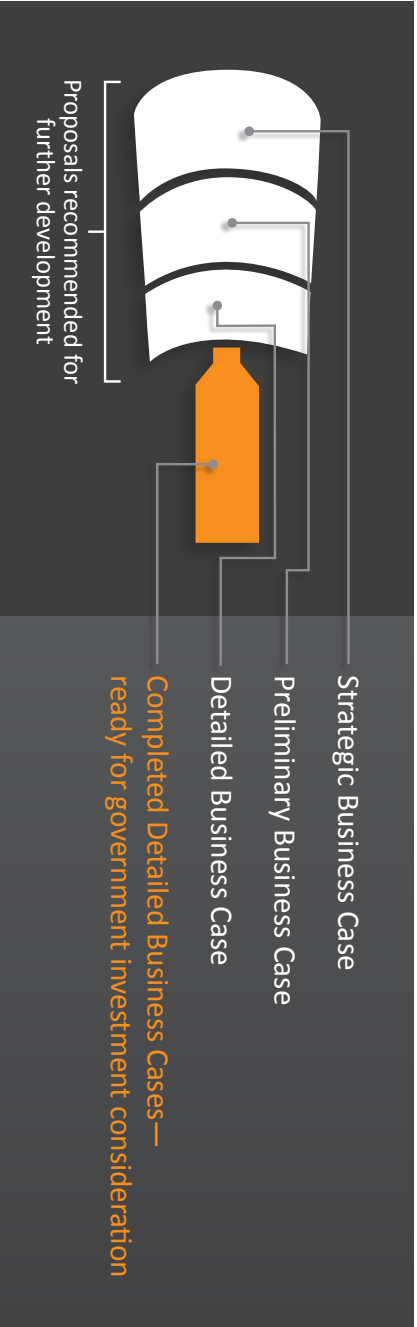 Strategic Business Case
Preliminary Business Case
Detailed Business Case
Completed Detailed Business Cases—
ready for government investment consideration
Proposals recommended for
further development